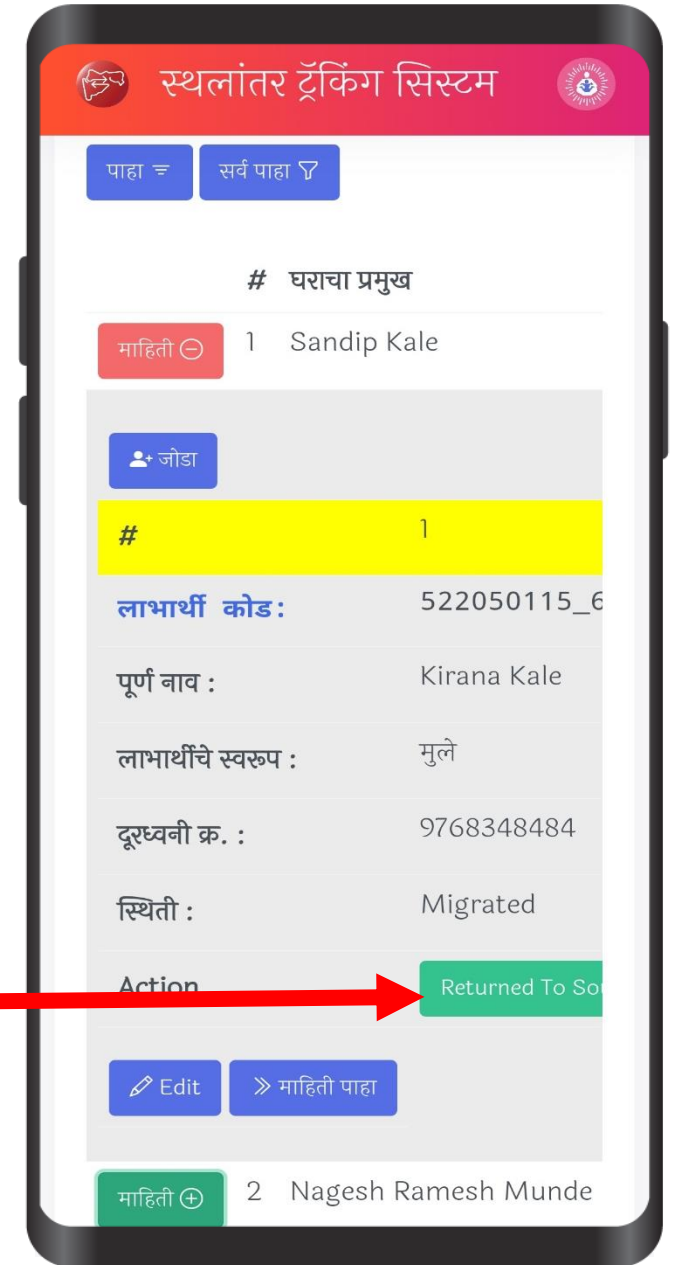 स्थलांतर ट्रॅकिंग सिस्टम
पाहा सर्व पाहा
# घराचा प्रमुख
माहिती 1 Sandip Kale
जोडा
# 1
लाभार्थी कोड : 522050115_6
पूर्ण नाव : Kirana Kale
लाभार्थीचे स्वरूप : मुले
दूरध्वनी क्र. : 9768348484
स्थिती : Migrated
Action Returned To Sou
Edit माहिती पाहा
माहिती 2 Nagesh Ramesh Munde